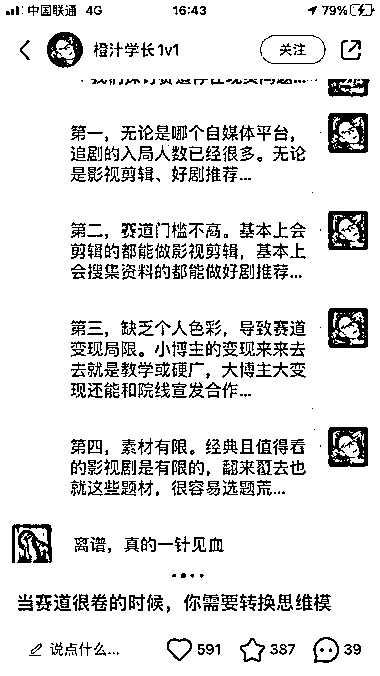 中国联通 4G 16:43 79%
橙汁学长1v1 关注
第一，无论是哪个自媒体平台，
追剧的入局人数已经很多。无论
是影视剪辑、好剧推荐...
第二，赛道门槛不高。基本上会
剪辑的都能做影视剪辑，基本上
会搜集资料的都能做好剧推荐...
第三，缺乏个人色彩，导致赛道
变现局限。小博主的变现来来去
去就是教学或硬广，大博主大变
现还能和院线宣发合作...
第四，素材有限。经典且值得看
的影视剧是有限的，翻来覆去也
就这些题材，很容易选题荒...
离谱，真的一针见血
当赛道很卷的时候，你需要转换思维模
说点什么... 591 387 39